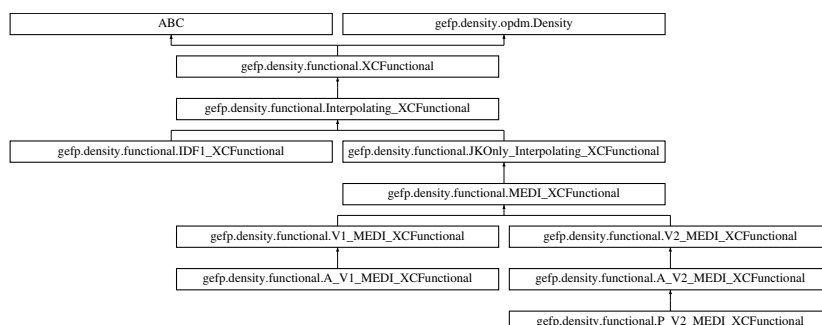 ABC
gefp.density.opdm.Density
gefp.density.functional.XCFunctional
gefp.density.functional.Interpolating_XCFunctional
gefp.density.functional.IDF1_XCFunctional
gefp.density.functional.JKOnly_Interpolating_XCFunctional
gefp.density.functional.MEDI_XCFunctional
gefp.density.functional.V1_MEDI_XCFunctional
gefp.density.functional.V2_MEDI_XCFunctional
gefp.density.functional.A_V1_MEDI_XCFunctional
gefp.density.functional.A_V2_MEDI_XCFunctional
gefp.density.functional.P_V2_MEDI_XCFunctional